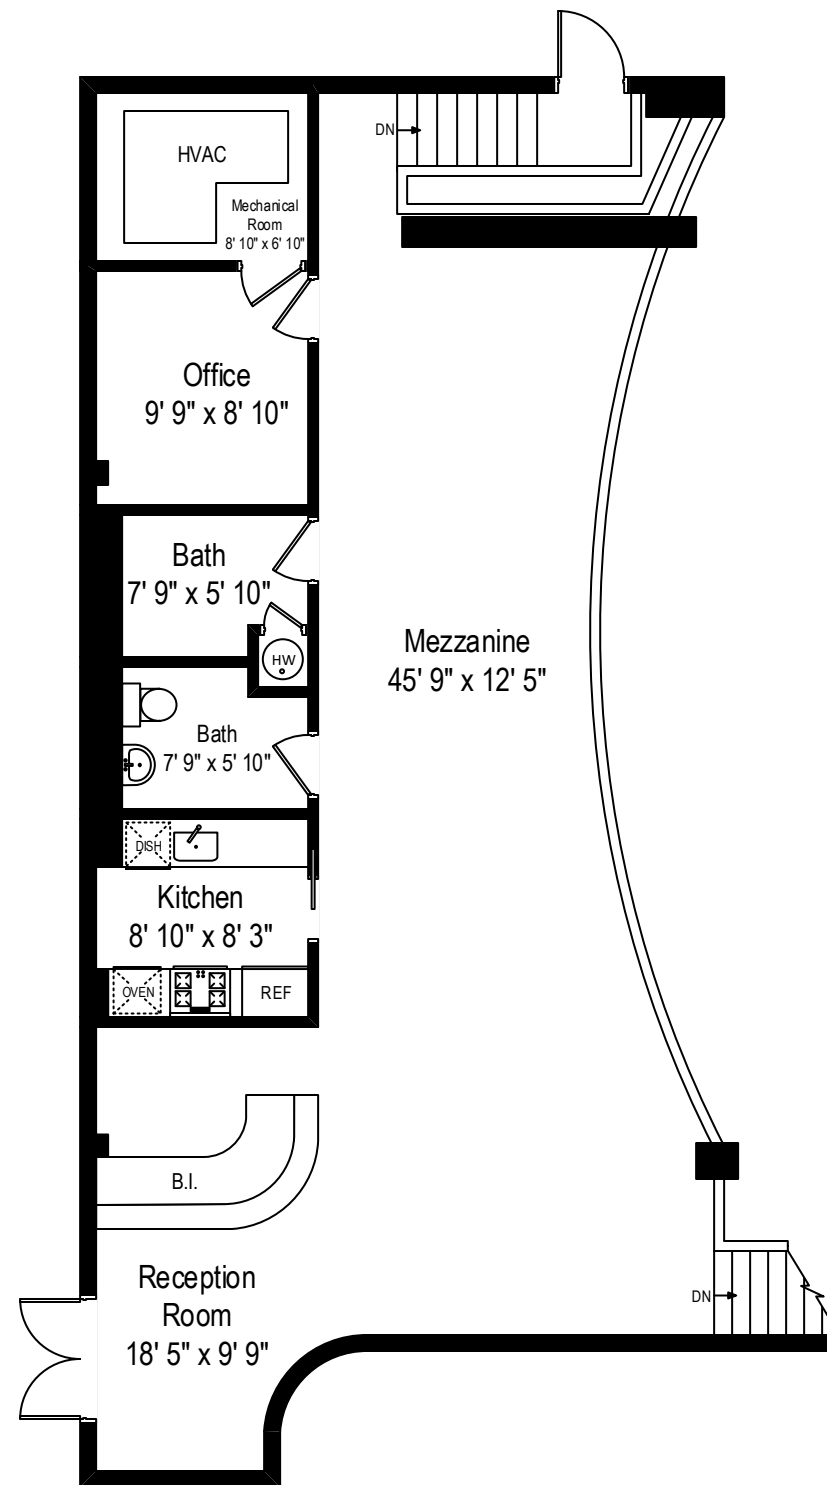 DN
HVAC
Mechanical
Room
8' 10" x 6' 10"
Office
9' 9" x 8' 10"
Bath
7' 9" x 5' 10"
HW
Mezzanine
45' 9" x 12' 5"
Bath
7' 9" x 5' 10"
DISH
Kitchen
8' 10" x 8' 3"
OVEN
REF
B.I.
Reception
Room
18' 5" x 9' 9"
DN